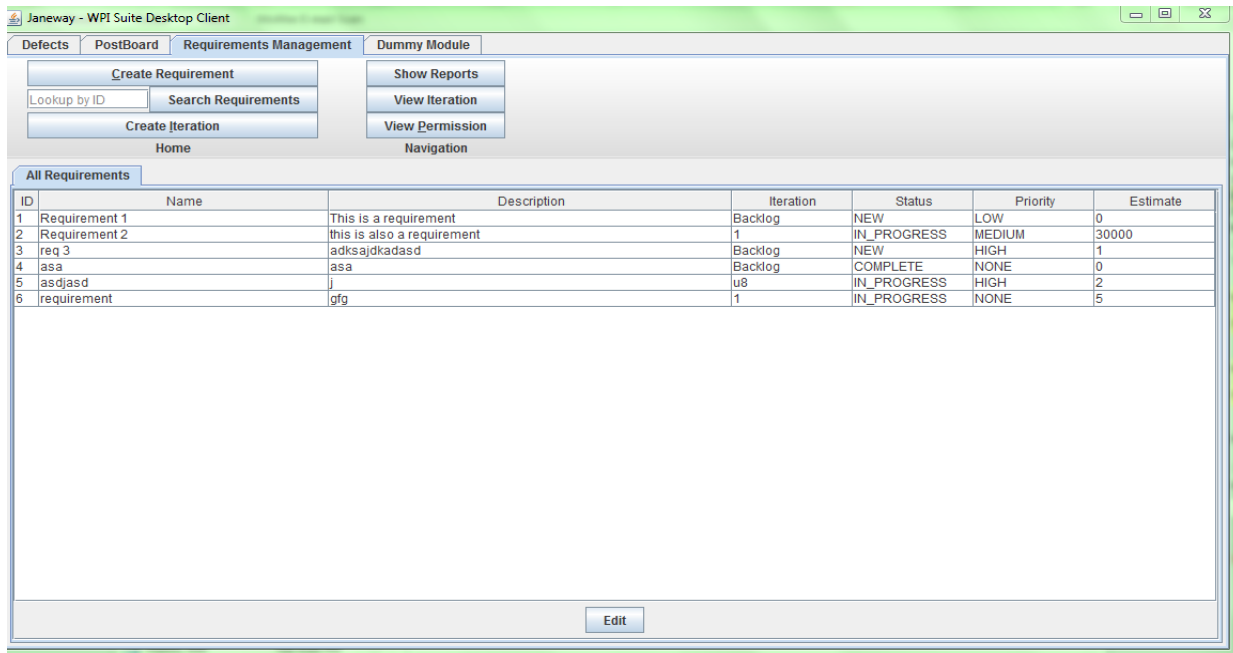 Janeway - WPI Suite Desktop Client
Defects PostBoard Requirements Management Dummy Module
Create Requirement Show Reports
Lookup by ID Search Requirements View Iteration
Create Iteration View Permission
Home Navigation
All Requirements
ID Name Description Iteration Status Priority Estimate
1 Requirement 1 This is a requirement Backlog NEW LOW 0
2 Requirement 2 this is also a requirement 1 IN_PROGRESS MEDIUM 30000
3 req 3 adksajdkadasd Backlog NEW HIGH 1
4 asa asa Backlog COMPLETE NONE 0
5 asdjasd j u8 IN_PROGRESS HIGH 2
6 requirement gfg 1 IN_PROGRESS NONE 5
Edit